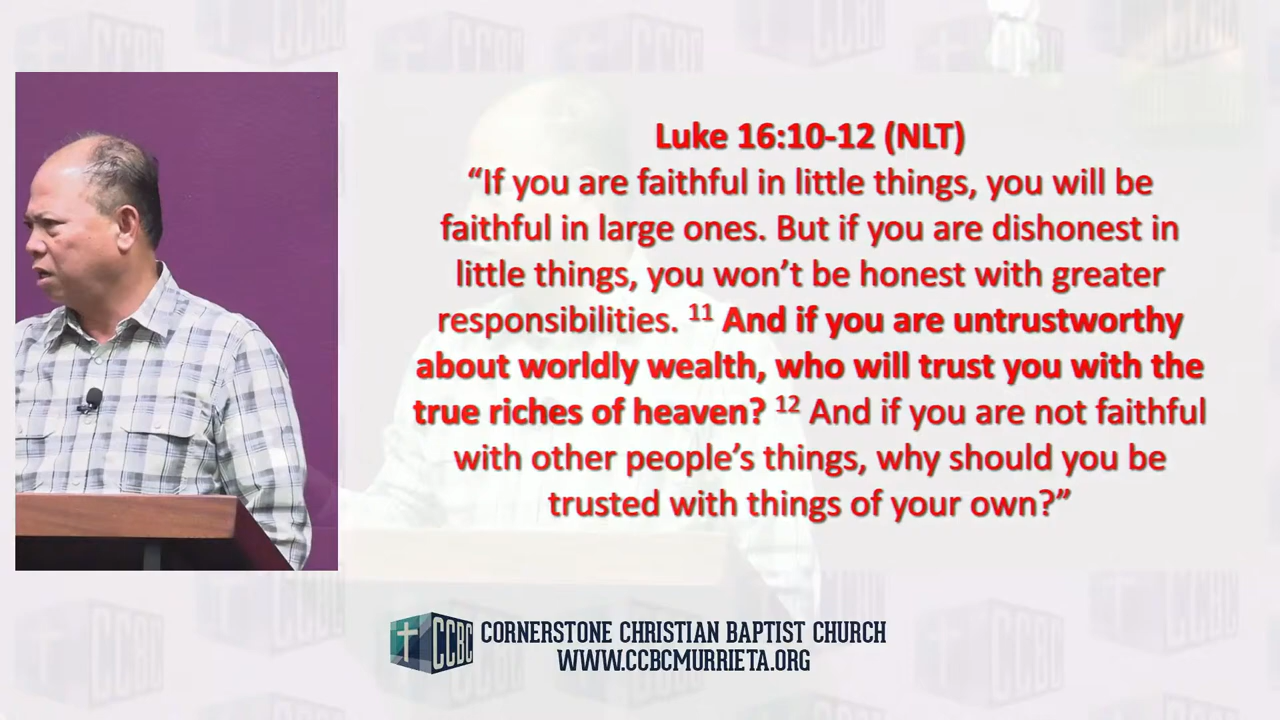 Luke 16:10-12 (NLT)
“If you are faithful in little things, you will be
faithful in large ones. But if you are dishonest in
little things, you won’t be honest with greater
responsibilities. 11 And if you are untrustworthy
about worldly wealth, who will trust you with the
true riches of heaven? 12 And if you are not faithful
with other people’s things, why should you be
trusted with things of your own?”
CCBC CORNERSTONE CHRISTIAN BAPTIST CHURCH
WWW.CCBCMURRIETA.ORG